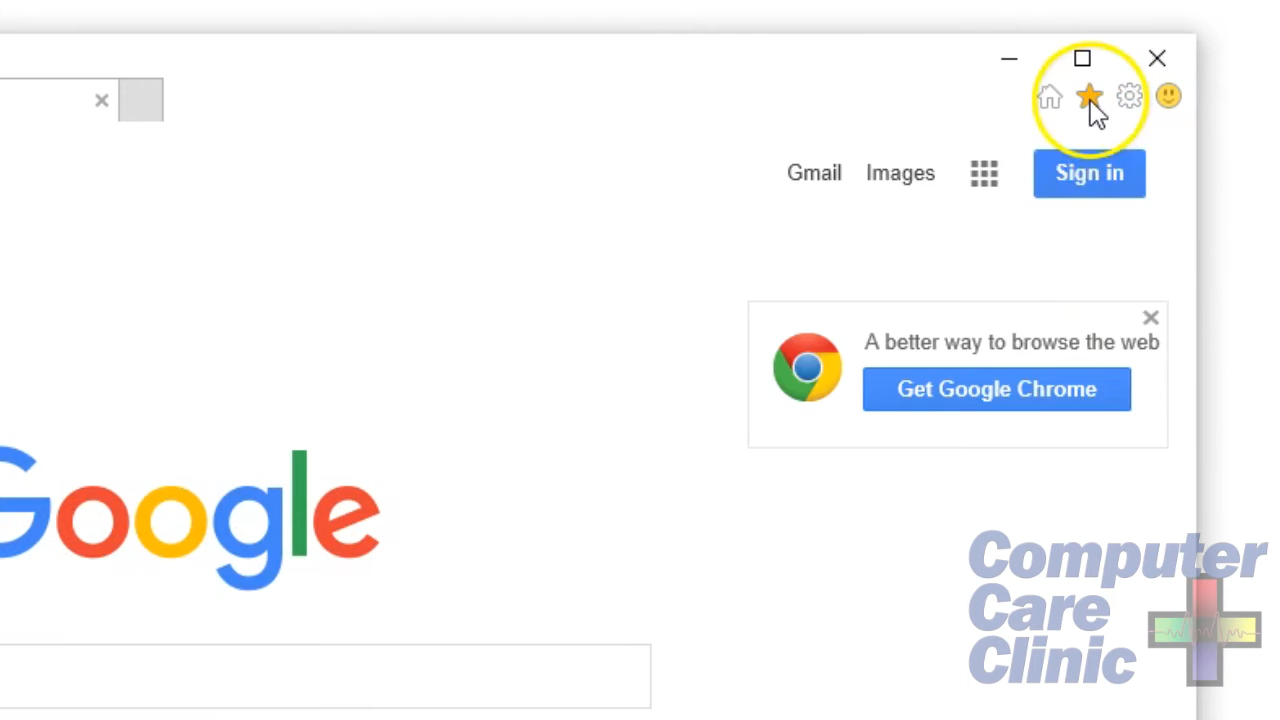 Gmail Images
Sign in
A better way to browse the web
Get Google Chrome
Google
Computer
Care
Clinic